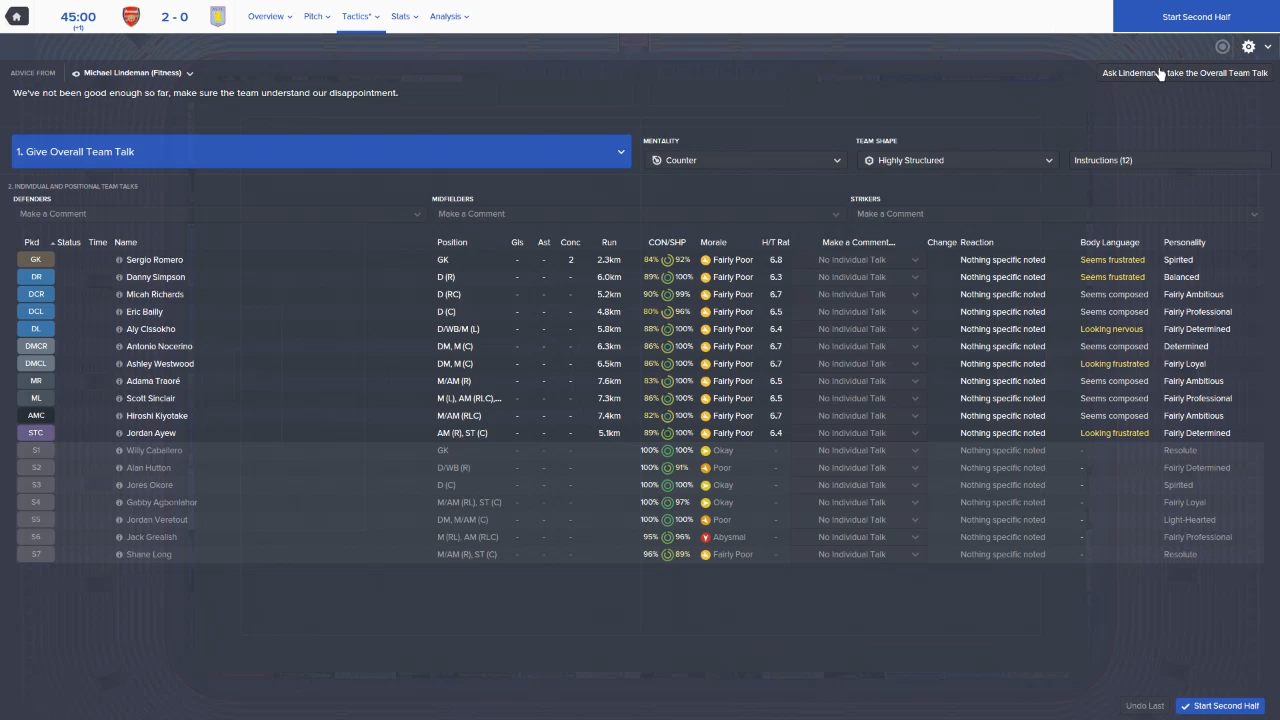 45:00 2 - 0 Overview Pitch Tactics* Stats Analysis Start Second Half
(+1)
ADVICE FROM Michael Lindeman (Fitness) Ask Lindeman take the Overall Team Talk
We've not been good enough so far, make sure the team understand our disappointment.
MENTALITY TEAM SHAPE
1. Give Overall Team Talk Counter Highly Structured Instructions (12)
2. INDIVIDUAL AND POSITIONAL TEAM TALKS
DEFENDERS MIDFIELDERS STRIKERS
Make a Comment Make a Comment Make a Comment
Pkd Status Time Name Position Gls Ast Conc Run CON/SHP Morale H/T Rat Make a Comment... Change Reaction Body Language Personality
GK Sergio Romero GK - - 2 2.3km 84% 92% Fairly Poor 6.8 No Individual Talk Nothing specific noted Seems frustrated Spirited
DR Danny Simpson D (R) - - - 6.0km 89% 100% Fairly Poor 6.3 No Individual Talk Nothing specific noted Seems frustrated Balanced
DCR Micah Richards D (RC) - - - 5.2km 90% 99% Fairly Poor 6.7 No Individual Talk Nothing specific noted Seems composed Fairly Ambitious
DCL Eric Bailly D (C) - - - 4.8km 80% 96% Fairly Poor 6.5 No Individual Talk Nothing specific noted Seems composed Fairly Professional
DL Aly Cissokho D/WB/M (L) - - - 5.8km 88% 100% Fairly Poor 6.4 No Individual Talk Nothing specific noted Looking nervous Fairly Determined
DMCR Antonio Nocerino DM, M (C) - - - 6.3km 86% 100% Fairly Poor 6.7 No Individual Talk Nothing specific noted Seems composed Determined
DMCL Ashley Westwood DM, M (C) - - - 6.5km 86% 100% Fairly Poor 6.7 No Individual Talk Nothing specific noted Looking frustrated Fairly Loyal
MR Adama Traoré M/AM (R) - - - 7.6km 83% 100% Fairly Poor 6.5 No Individual Talk Nothing specific noted Seems composed Fairly Ambitious
ML Scott Sinclair M (L), AM (RLC),... - - - 7.3km 86% 100% Fairly Poor 6.5 No Individual Talk Nothing specific noted Seems composed Fairly Professional
AMC Hiroshi Kiyotake M/AM (RLC) - - - 7.4km 82% 100% Fairly Poor 6.7 No Individual Talk Nothing specific noted Seems composed Fairly Ambitious
STC Jordan Ayew AM (R), ST (C) - - - 5.1km 89% 100% Fairly Poor 6.4 No Individual Talk Nothing specific noted Looking frustrated Fairly Determined
S1 Willy Caballero GK - - - 100% 100% Okay - No Individual Talk Nothing specific noted - Resolute
S2 Alan Hutton D/WB (R) - - - 100% 91% Poor - No Individual Talk Nothing specific noted - Fairly Determined
S3 Jores Okore D (C) - - - 100% 100% Okay - No Individual Talk Nothing specific noted - Spirited
S4 Gabby Agbonlahor M/AM (RL), ST (C) - - - 100% 97% Okay - No Individual Talk Nothing specific noted - Fairly Loyal
S5 Jordan Veretout DM, M/AM (C) - - - 100% 100% Poor - No Individual Talk Nothing specific noted - Light-Hearted
S6 Jack Grealish M (RL), AM (RLC) - - - 95% 96% Abysmal - No Individual Talk Nothing specific noted - Fairly Professional
S7 Shane Long M/AM (R), ST (C) - - - 96% 89% Fairly Poor - No Individual Talk Nothing specific noted - Resolute
Undo Last Start Second Half